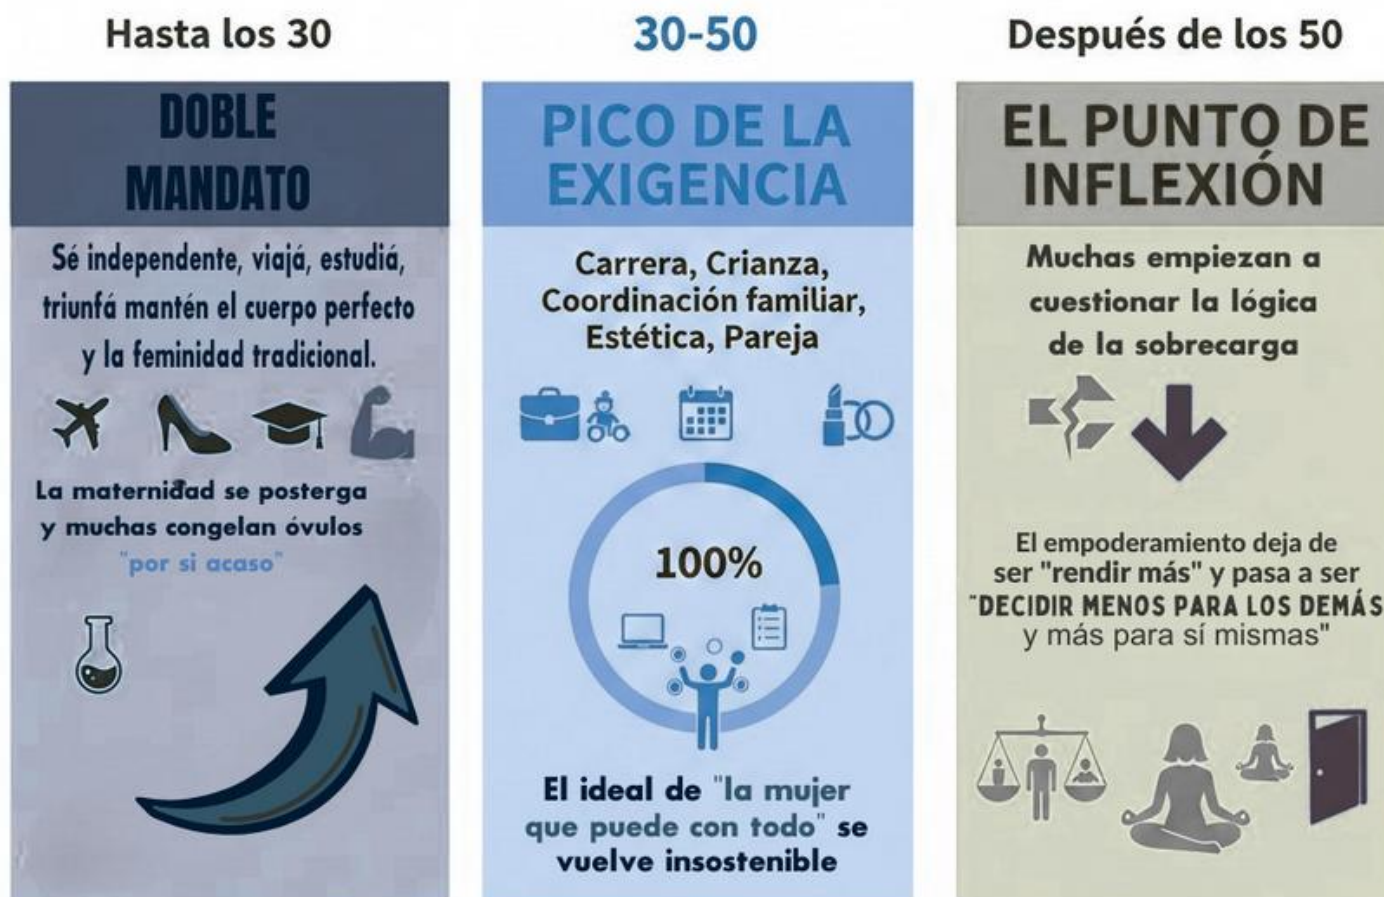 Hasta los 30
DOBLE
MANDATO
Sé independente, viajá, estudiá,
triunfá mantén el cuerpo perfecto
y la feminidad tradicional.
La maternidad se posterga
y muchas congelan óvulos
"por si acaso"
30-50
PICO DE LA
EXIGENCIA
Carrera, Crianza,
Coordinación familiar,
Estética, Pareja
100%
El ideal de "la mujer
que puede con todo" se
vuelve insostenible
Después de los 50
EL PUNTO DE
INFLEXIÓN
Muchas empiezan a
cuestionar la lógica
de la sobrecarga
El empoderamiento deja de
ser "rendir más" y pasa a ser
"DECIDIR MENOS PARA LOS DEMÁS
y más para sí mismas"